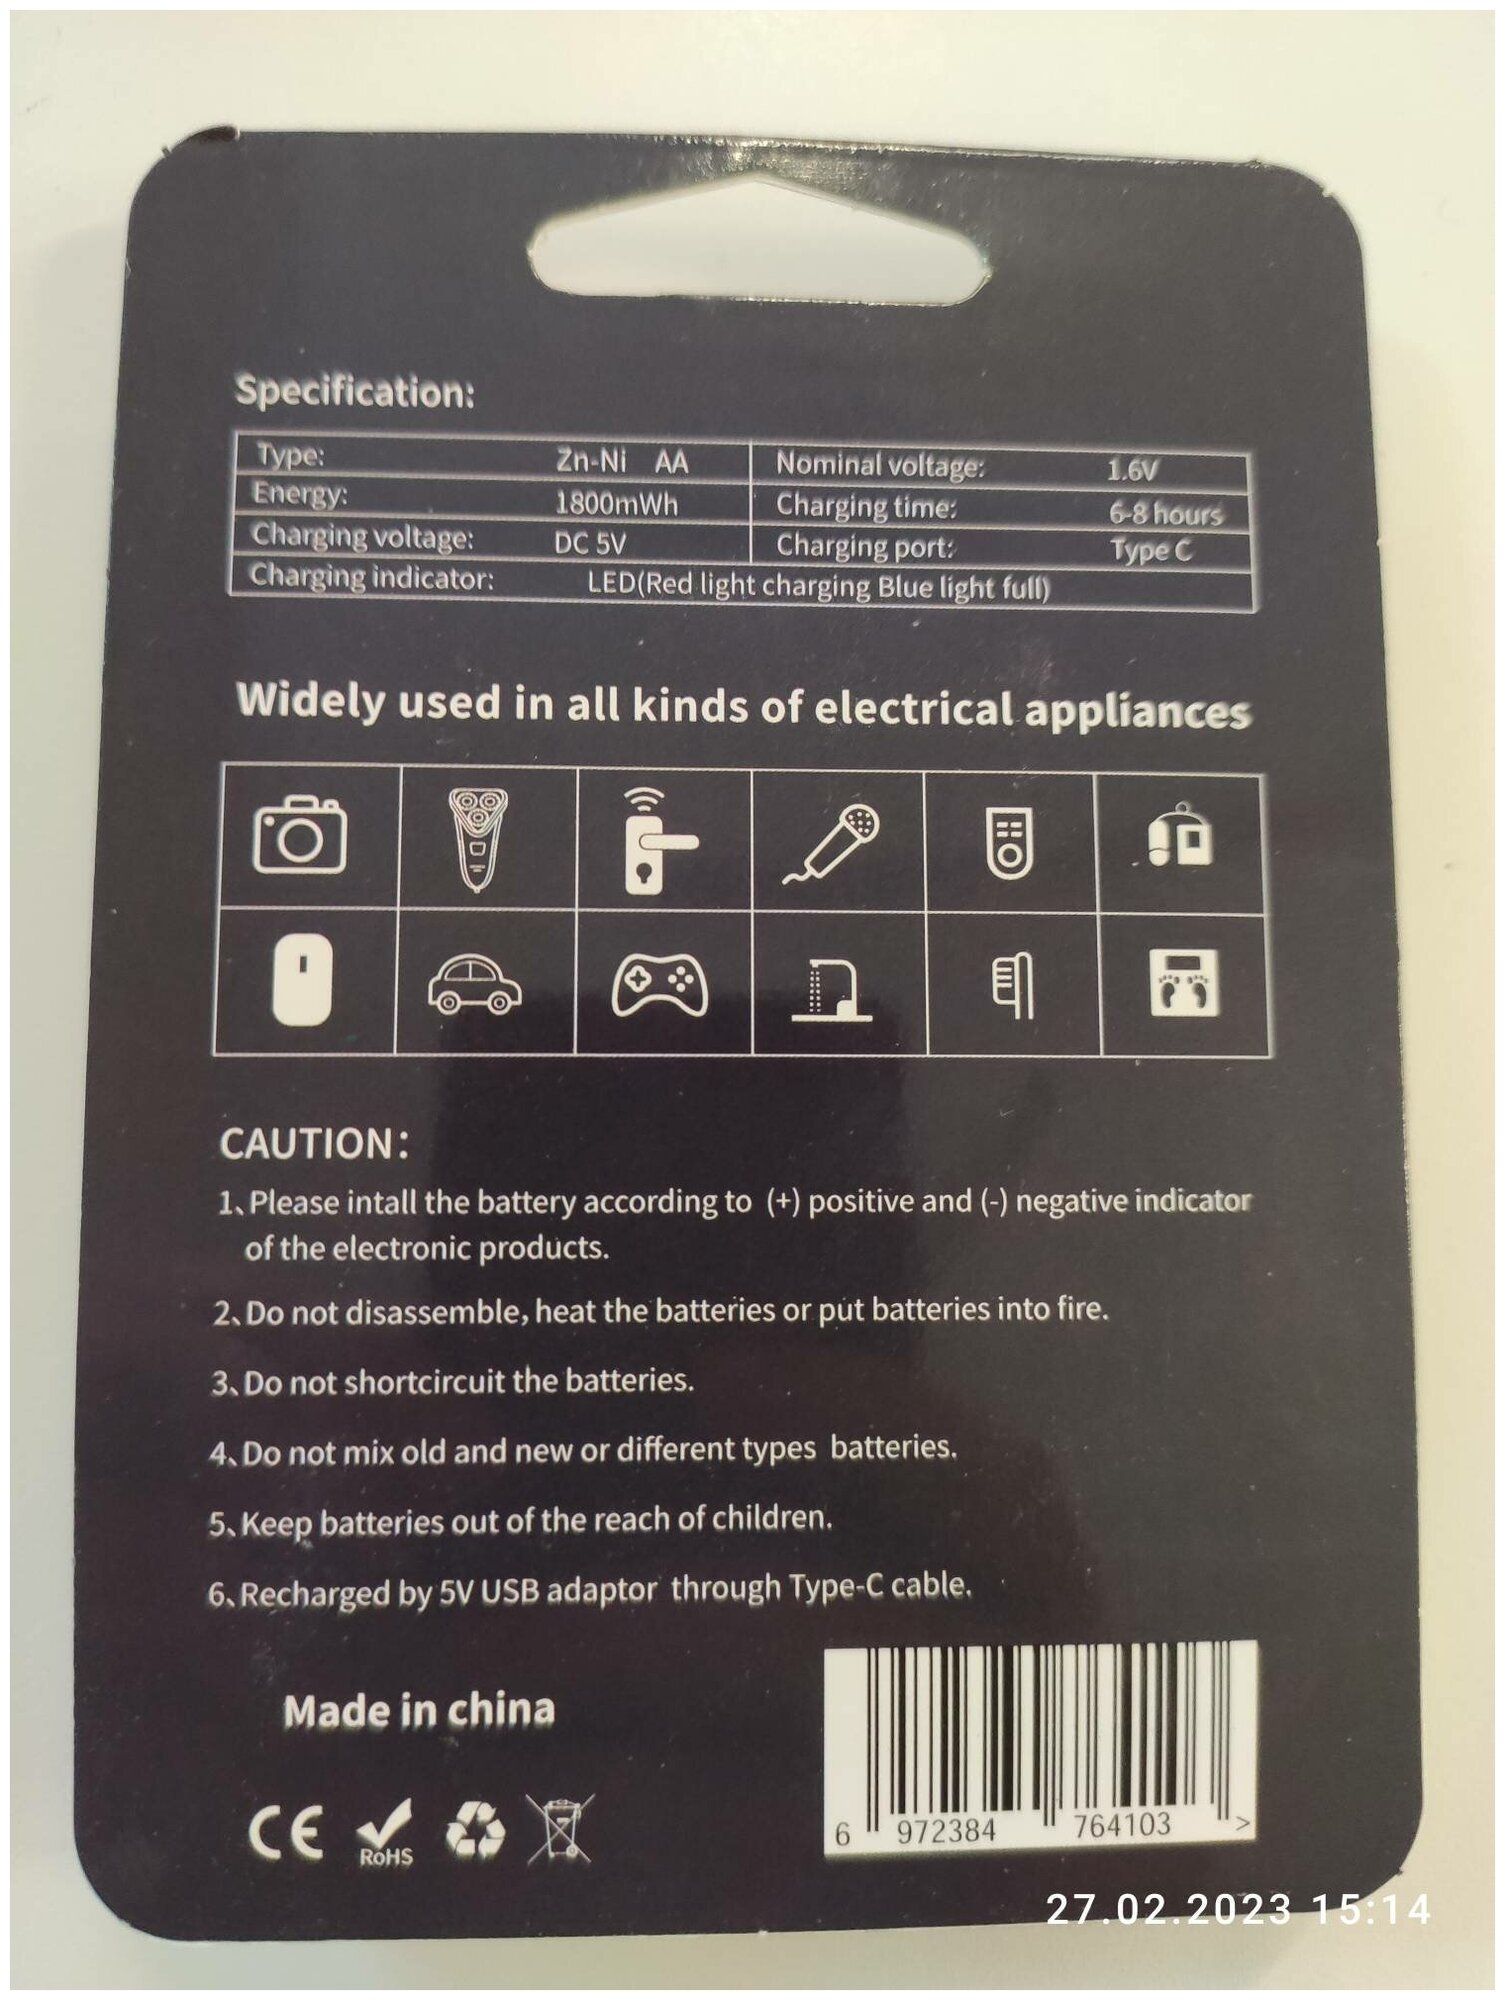 Specification:
Type: Zn-Ni AA Nominal voltage: 1.6V
Energy: 1800mWh Charging time: 6-8 hours
Charging voltage: DC 5V Charging port: Type C
Charging indicator: LED(Red light charging Blue light full)
Widely used in all kinds of electrical appliances
CAUTION:
1、Please intall the battery according to (+) positive and (-) negative indicator
of the electronic products.
2、Do not disassemble, heat the batteries or put batteries into fire.
3、Do not shortcircuit the batteries.
4、Do not mix old and new or different types batteries.
5、Keep batteries out of the reach of children.
6、Recharged by 5V USB adaptor through Type-C cable.
Made in china
CE RoHS
6 972384 764103 >
27.02.2023 15:14